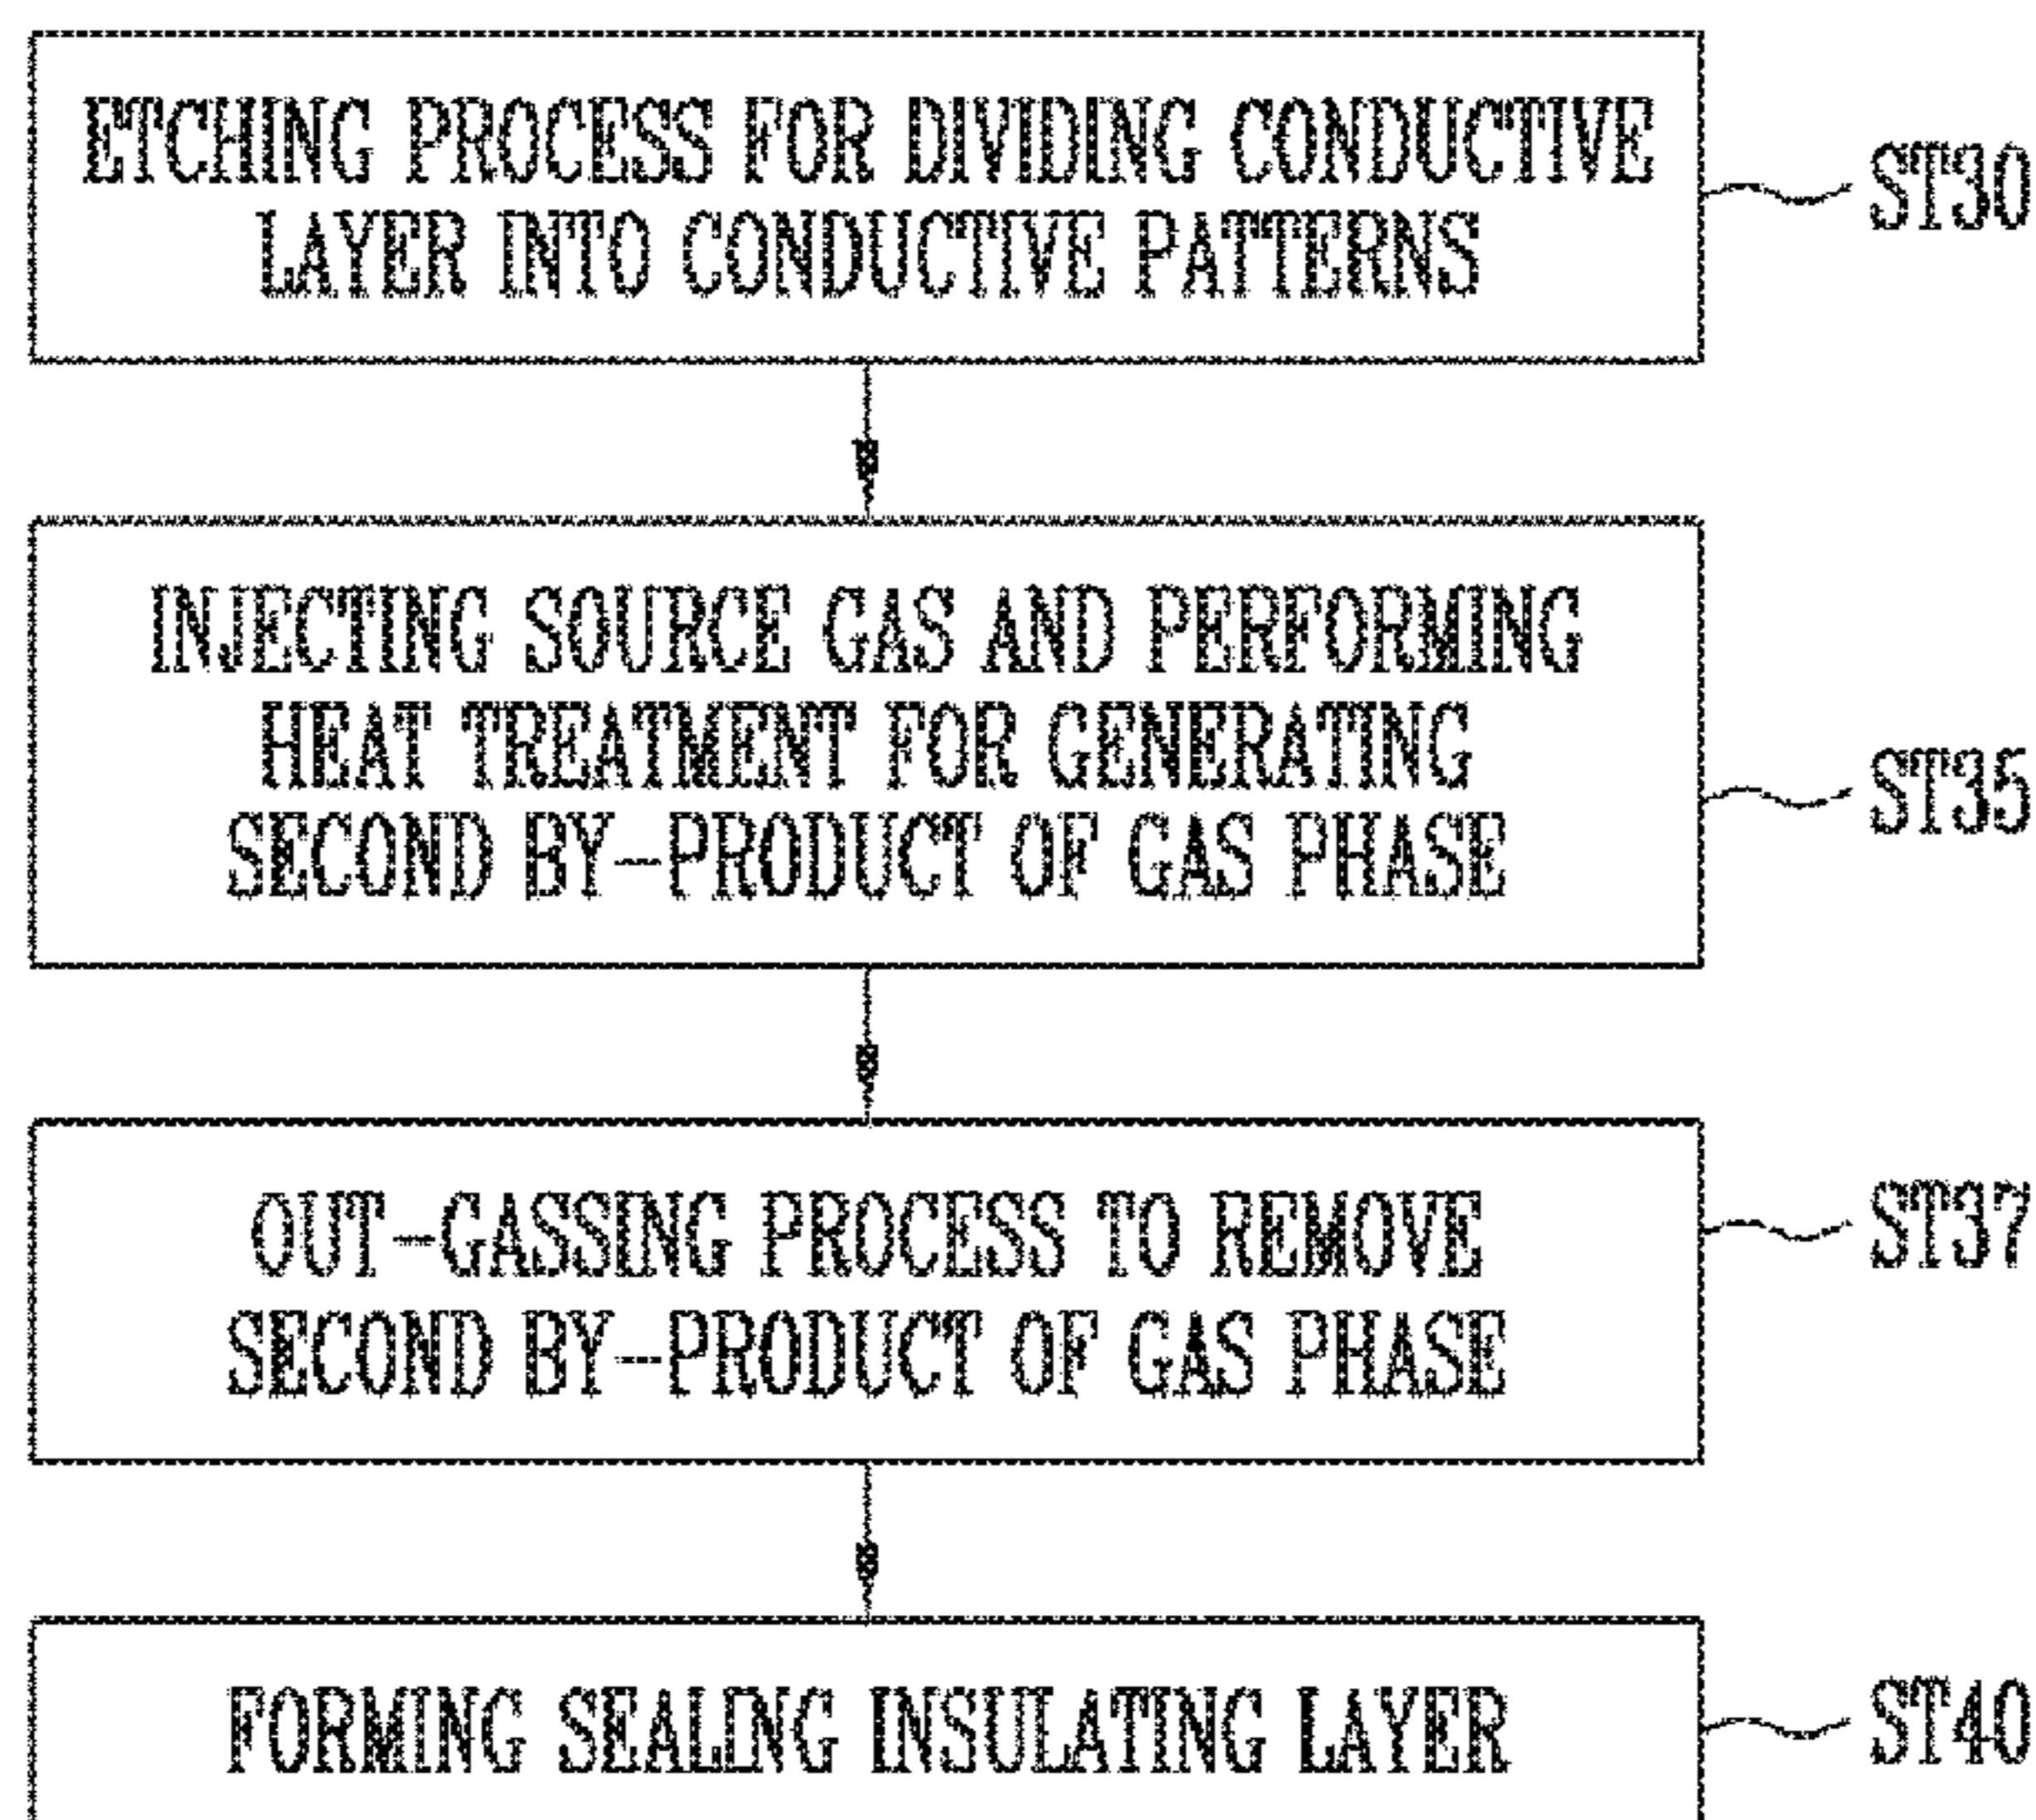 ETCHING PROCESS FOR DIVIDING CONDUCTIVE
LAYER INTO CONDUCTIVE PATTERNS
ST30
INJECTING SOURCE GAS AND PERFORMING
HEAT TREATMENT FOR GENERATING
SECOND BY-PRODUCT OF GAS PHASE
ST35
OUT-GASSING PROCESS TO REMOVE
SECOND BY-PRODUCT OF GAS PHASE
ST37
FORMING SEALING INSULATING LAYER
ST40